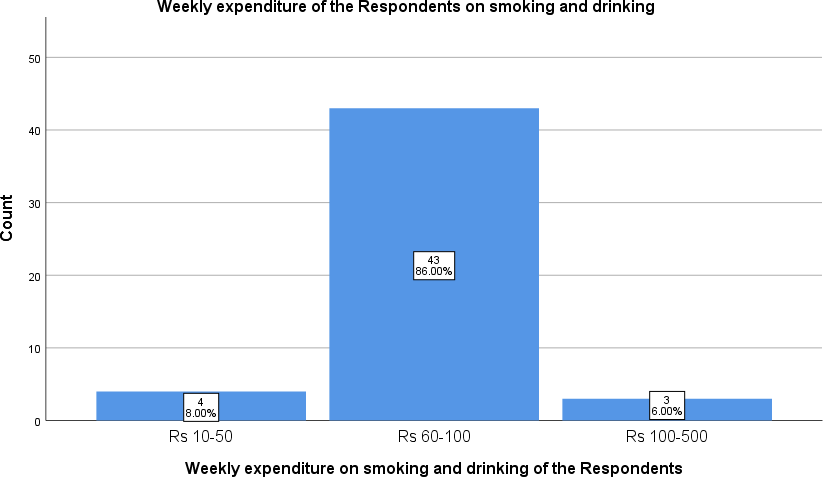 Weekly expenditure of the Respondents on smoking and drinking
50
40
30
20
10
0
Count
43
86.00%
4
8.00%
3
6.00%
Rs 10-50
Rs 60-100
Rs 100-500
Weekly expenditure on smoking and drinking of the Respondents